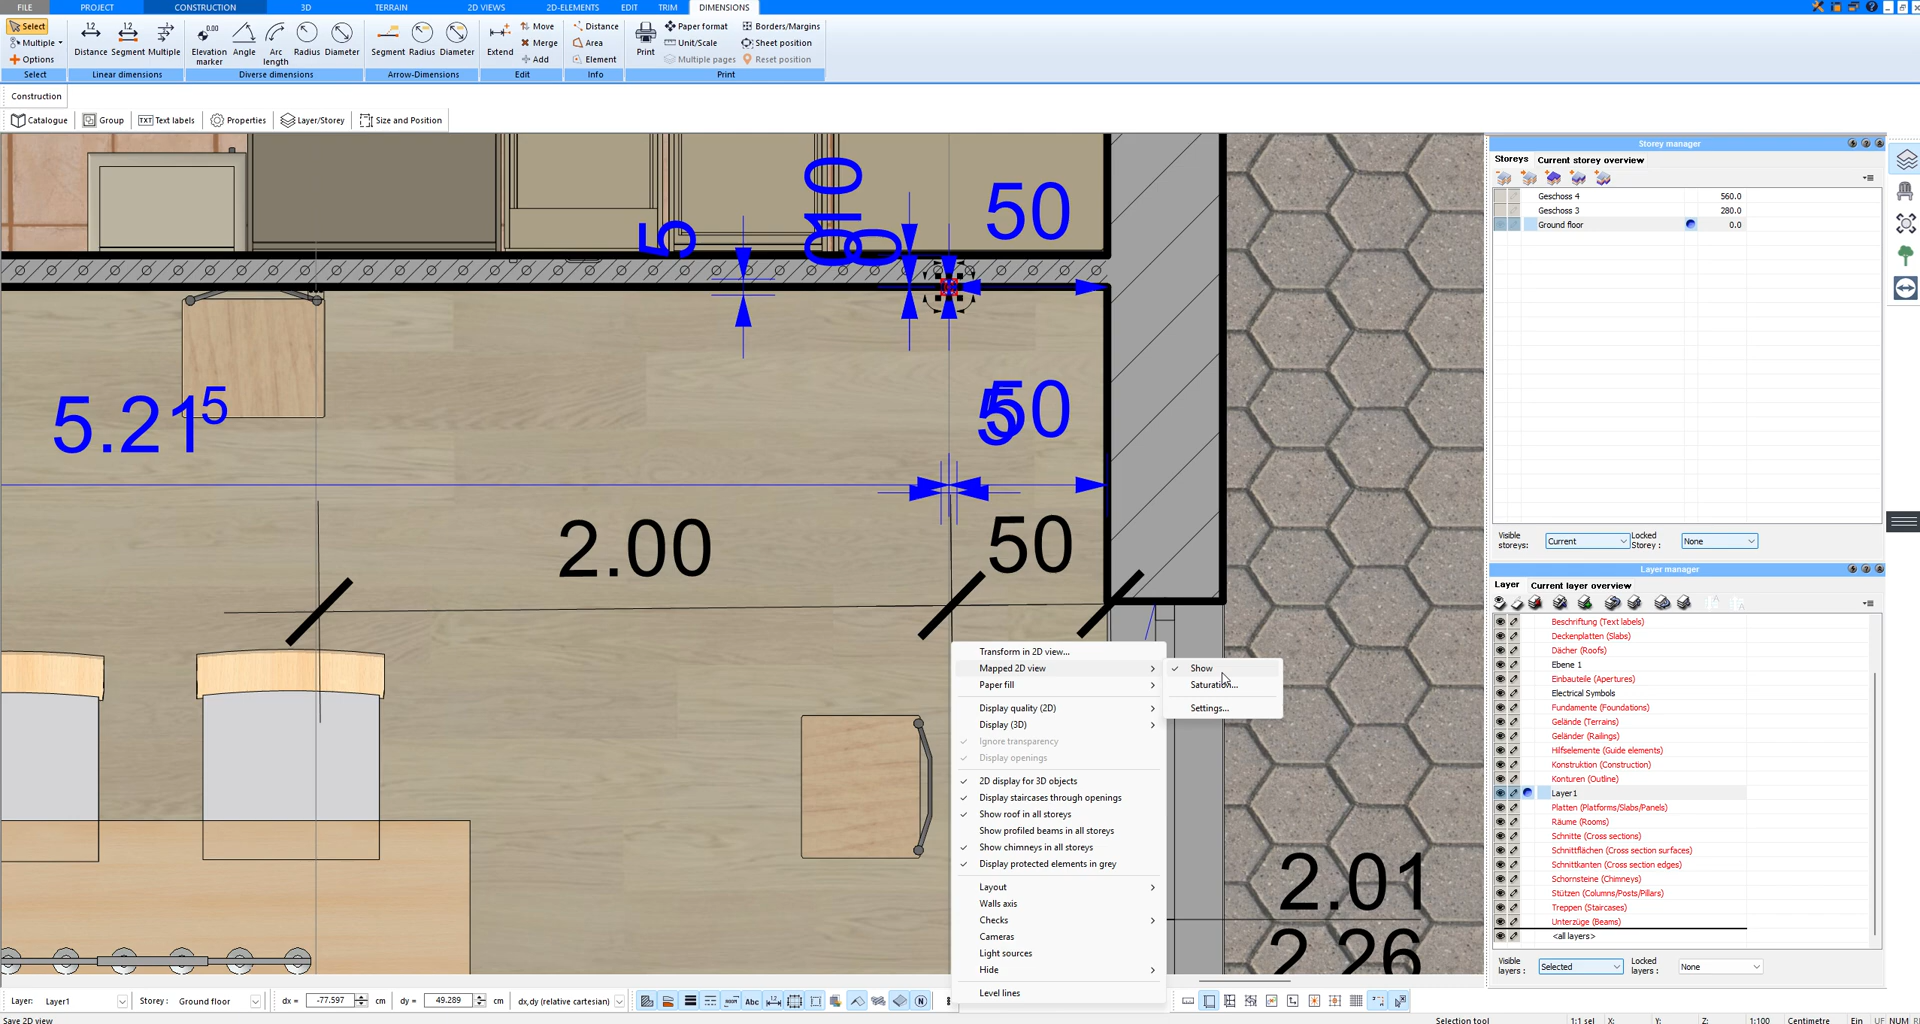 FILE PROJECT CONSTRUCTION 3D TERRAIN 2D VIEWS 2D-ELEMENTS EDIT TRIM DIMENSIONS
Select
Multiple
Options
Select
Distance Segment Multiple
Linear dimensions
Elevation marker Angle Arc length Radius Diameter
Diverse dimensions
Segment Radius Diameter
Arrow-Dimensions
Extend
Move
Merge
Add
Edit
Distance
Area
Element
Info
Print
Paper format
Unit/Scale
Multiple pages
Borders/Margins
Sheet position
Reset position
Print
Construction
Catalogue Group TXT Text labels Properties Layer/Storey Size and Position
5
50
5.21⁵
50
2.00
50
2.01
2.26
Transform in 2D view...
Mapped 2D view
Paper fill
Display quality (2D)
Display (3D)
Ignore transparency
Display openings
2D display for 3D objects
Display staircases through openings
Show roof in all storeys
Show profiled beams in all storeys
Show chimneys in all storeys
Display protected elements in grey
Layout
Walls axis
Checks
Cameras
Light sources
Hide
Level lines
Show
Saturation...
Settings...
Storey manager
Storeys Current storey overview
Geschoss 4 560.0
Geschoss 3 280.0
Ground floor 0.0
Visible storeys: Current Locked Storey : None
Layer manager
Layer Current layer overview
Beschriftung (Text labels)
Deckenplatten (Slabs)
Dächer (Roofs)
Ebene 1
Einbauteile (Apertures)
Electrical Symbols
Fundamente (Foundations)
Gelände (Terrains)
Geländer (Railings)
Hilfselemente (Guide elements)
Konstruktion (Construction)
Konturen (Outline)
Layer1
Platten (Platforms/Slabs/Panels)
Räume (Rooms)
Schnitte (Cross sections)
Schnittflächen (Cross section surfaces)
Schnittkanten (Cross section edges)
Schornsteine (Chimneys)
Stützen (Columns/Posts/Pillars)
Treppen (Staircases)
Unterzüge (Beams)
<all layers>
Visible layers : Selected Locked layers : None
Layer: Layer1 Storey : Ground floor dx = -77.597 cm dy = 49.289 cm dx,dy (relative cartesian) Abc
Save 2D view
Selection tool 1:1 sel X: Y: Z: 1:100 Centimetre Ein UF NUM